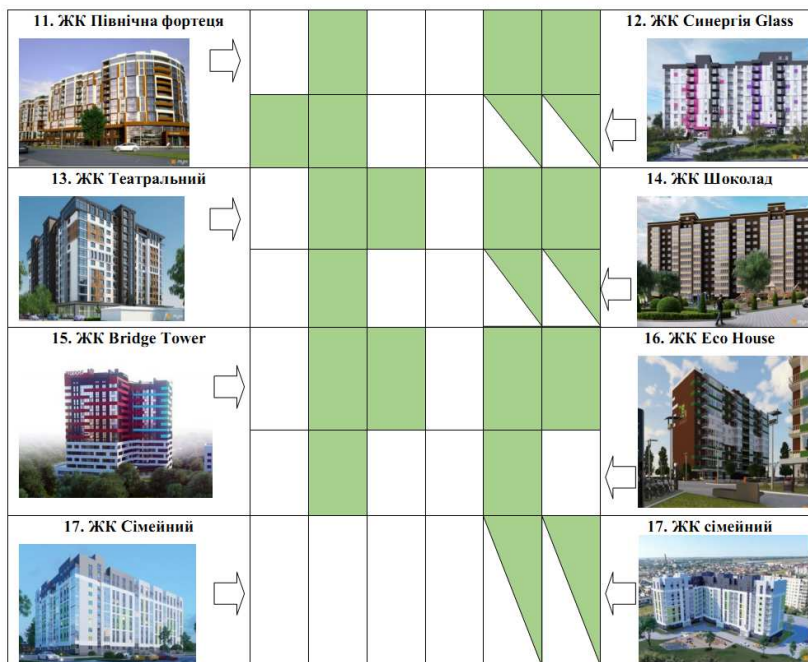 11. ЖК Північна фортеця
12. ЖК Синергія Glass
13. ЖК Театральний
14. ЖК Шоколад
15. ЖК Bridge Tower
16. ЖК Eco House
17. ЖК Сімейний
17. ЖК сімейний